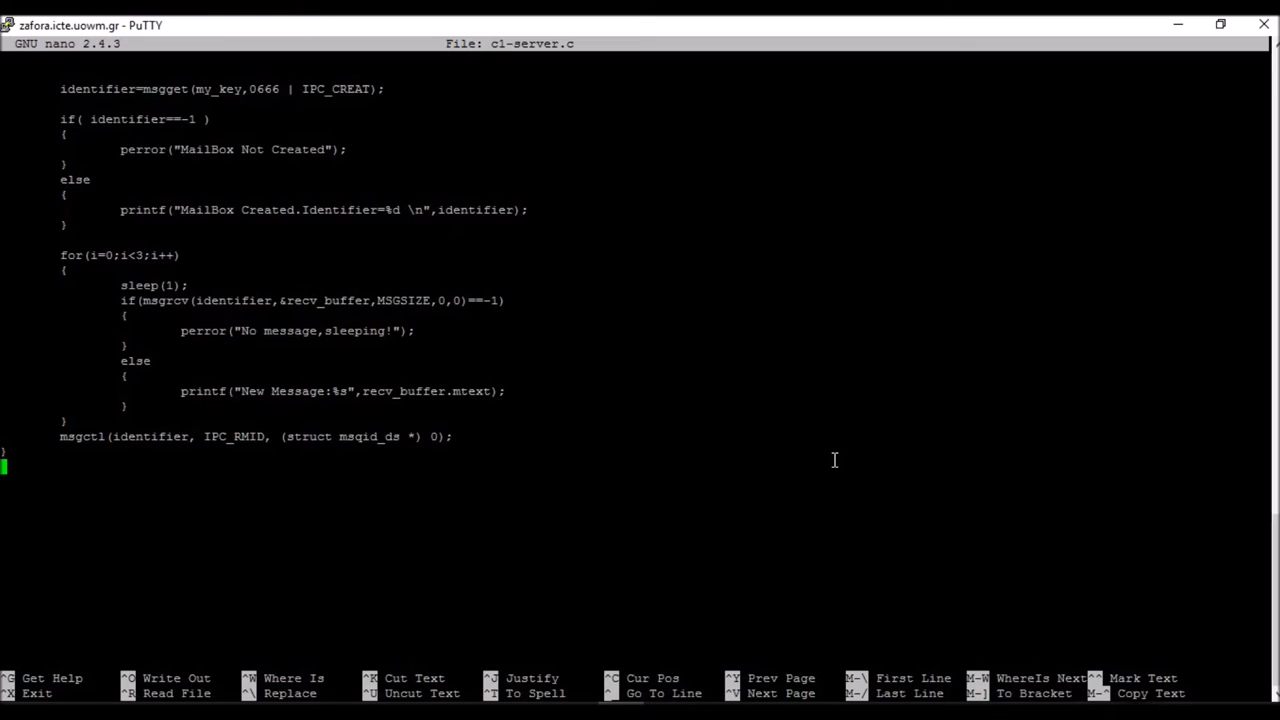 zafora.icte.uowm.gr - PuTTY
GNU nano 2.4.3 File: c1-server.c
identifier=msgget(my_key,0666 | IPC_CREAT);
if( identifier==-1 )
{
perror("MailBox Not Created");
}
else
{
printf("MailBox Created.Identifier=%d \n",identifier);
}
for(i=0;i<3;i++)
{
sleep(1);
if(msgrcv(identifier,&recv_buffer,MSGSIZE,0,0)==-1)
{
perror("No message,sleeping!");
}
else
{
printf("New Message:%s",recv_buffer.mtext);
}
}
msgctl(identifier, IPC_RMID, (struct msqid_ds *) 0);
}
^G Get Help ^O Write Out ^W Where Is ^K Cut Text ^J Justify ^C Cur Pos ^Y Prev Page M-\ First Line M-W WhereIs Next ^^ Mark Text
^X Exit ^R Read File ^\ Replace ^U Uncut Text ^T To Spell ^_ Go To Line ^V Next Page M-/ Last Line M-] To Bracket M-^ Copy Text